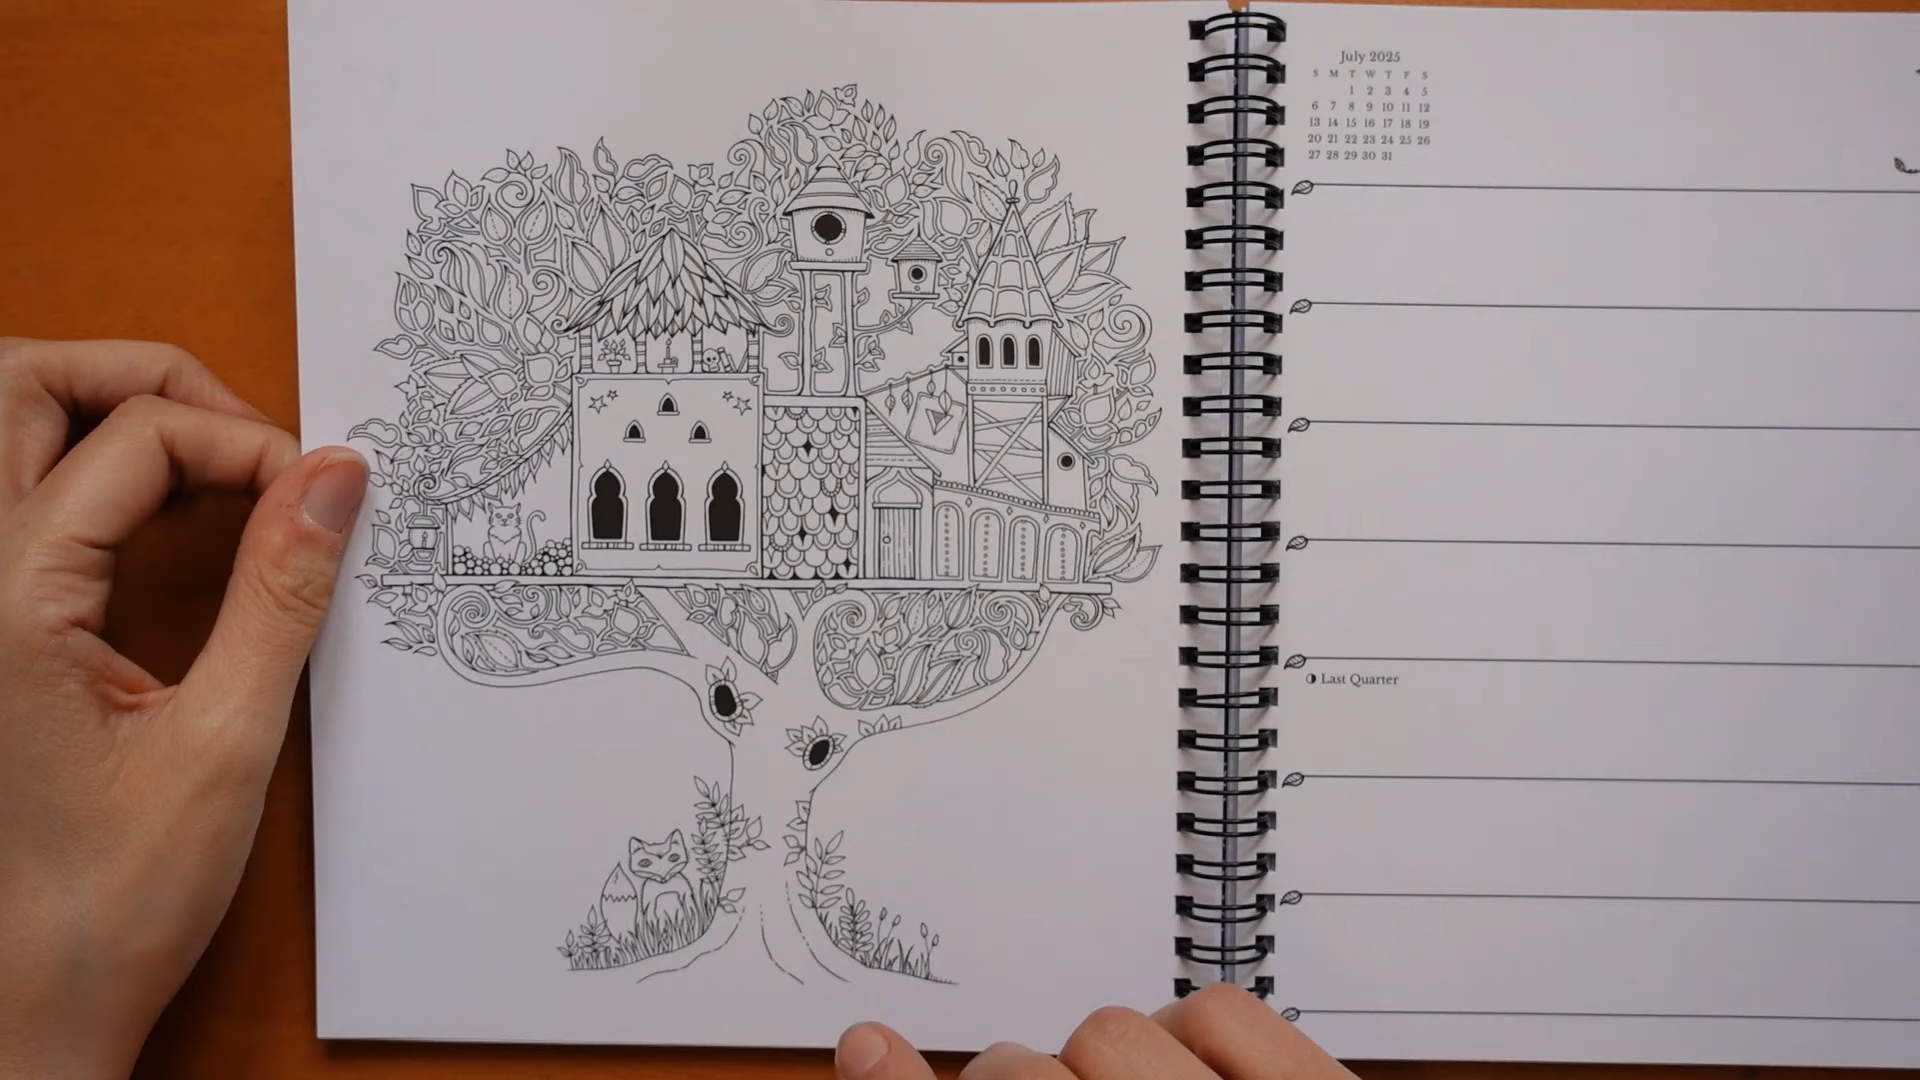 July 2025
S M T W T F S
1 2 3 4 5
6 7 8 9 10 11 12
13 14 15 16 17 18 19
20 21 22 23 24 25 26
27 28 29 30 31
Last Quarter